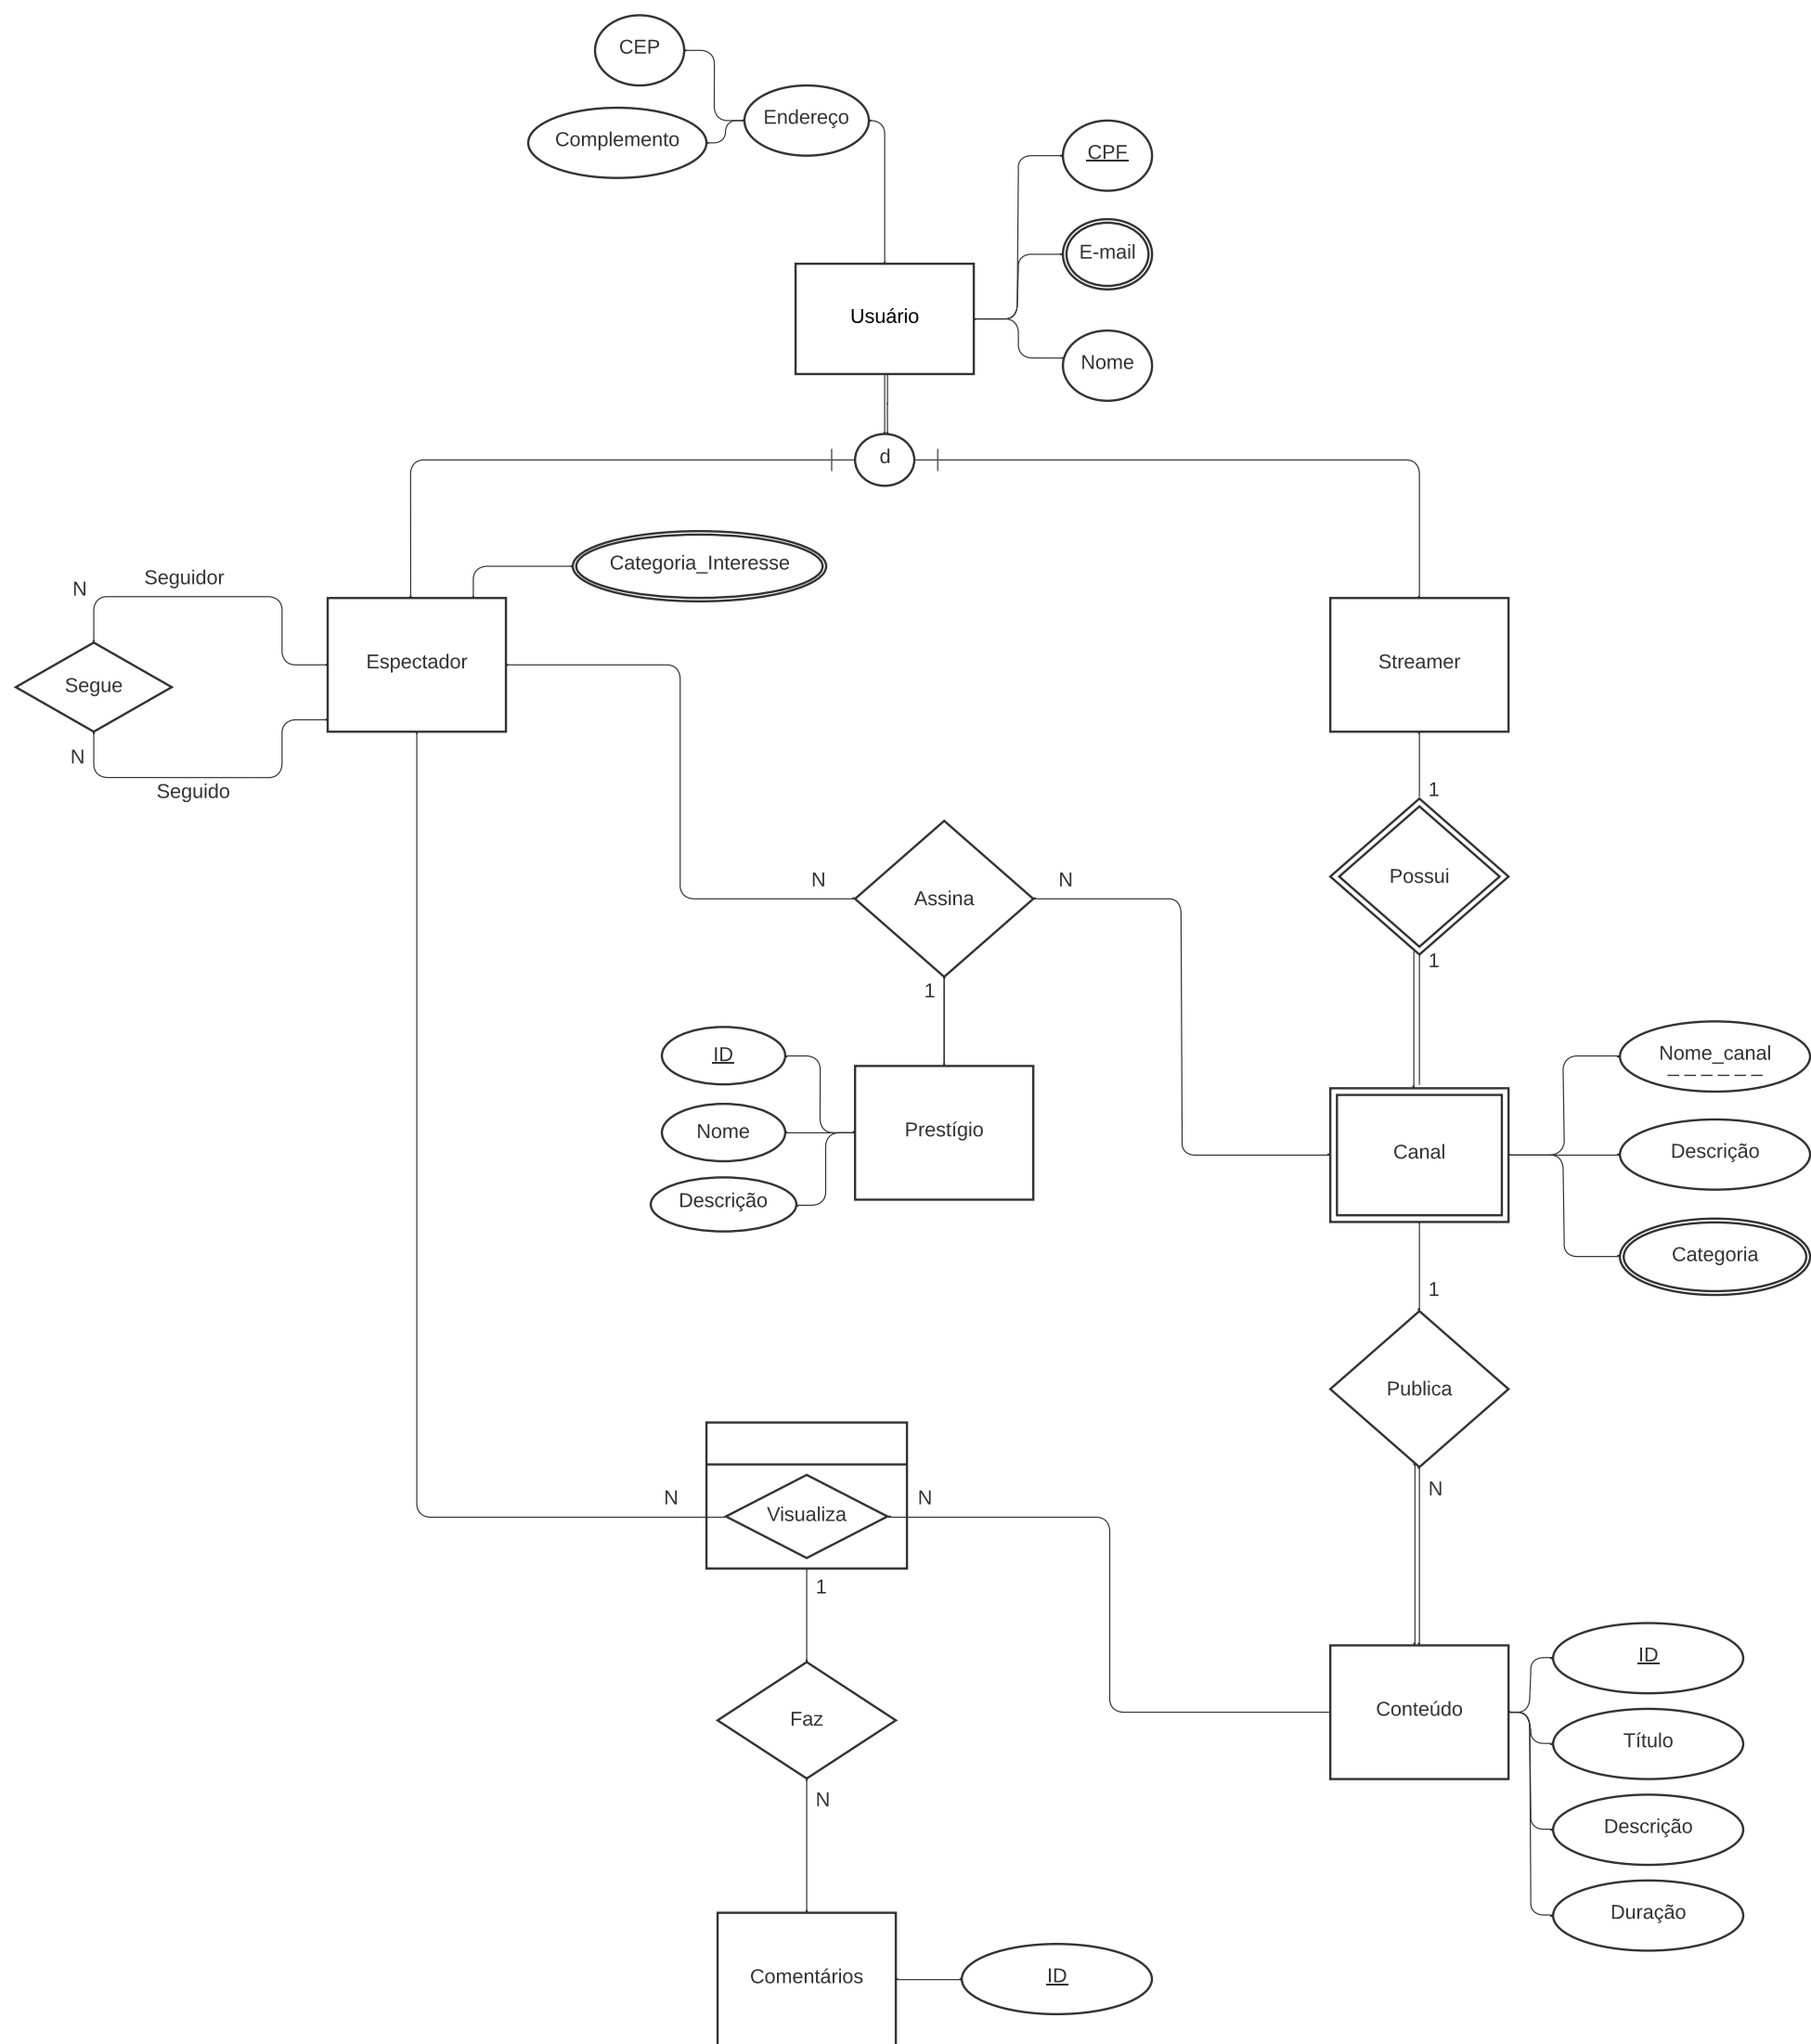 CEP
Endereço
Complemento
CPF
E-mail
Usuário
Nome
d
Categoria_Interesse
Seguidor
N
Espectador
Streamer
Segue
N
Seguido
1
Possui
N
Assina
N
1
1
ID
Nome
Prestígio
Descrição
Nome_canal
Canal
Descrição
Categoria
1
Publica
N
N
Visualiza
N
1
Faz
N
ID
Conteúdo
Título
Descrição
Duração
Comentários
ID